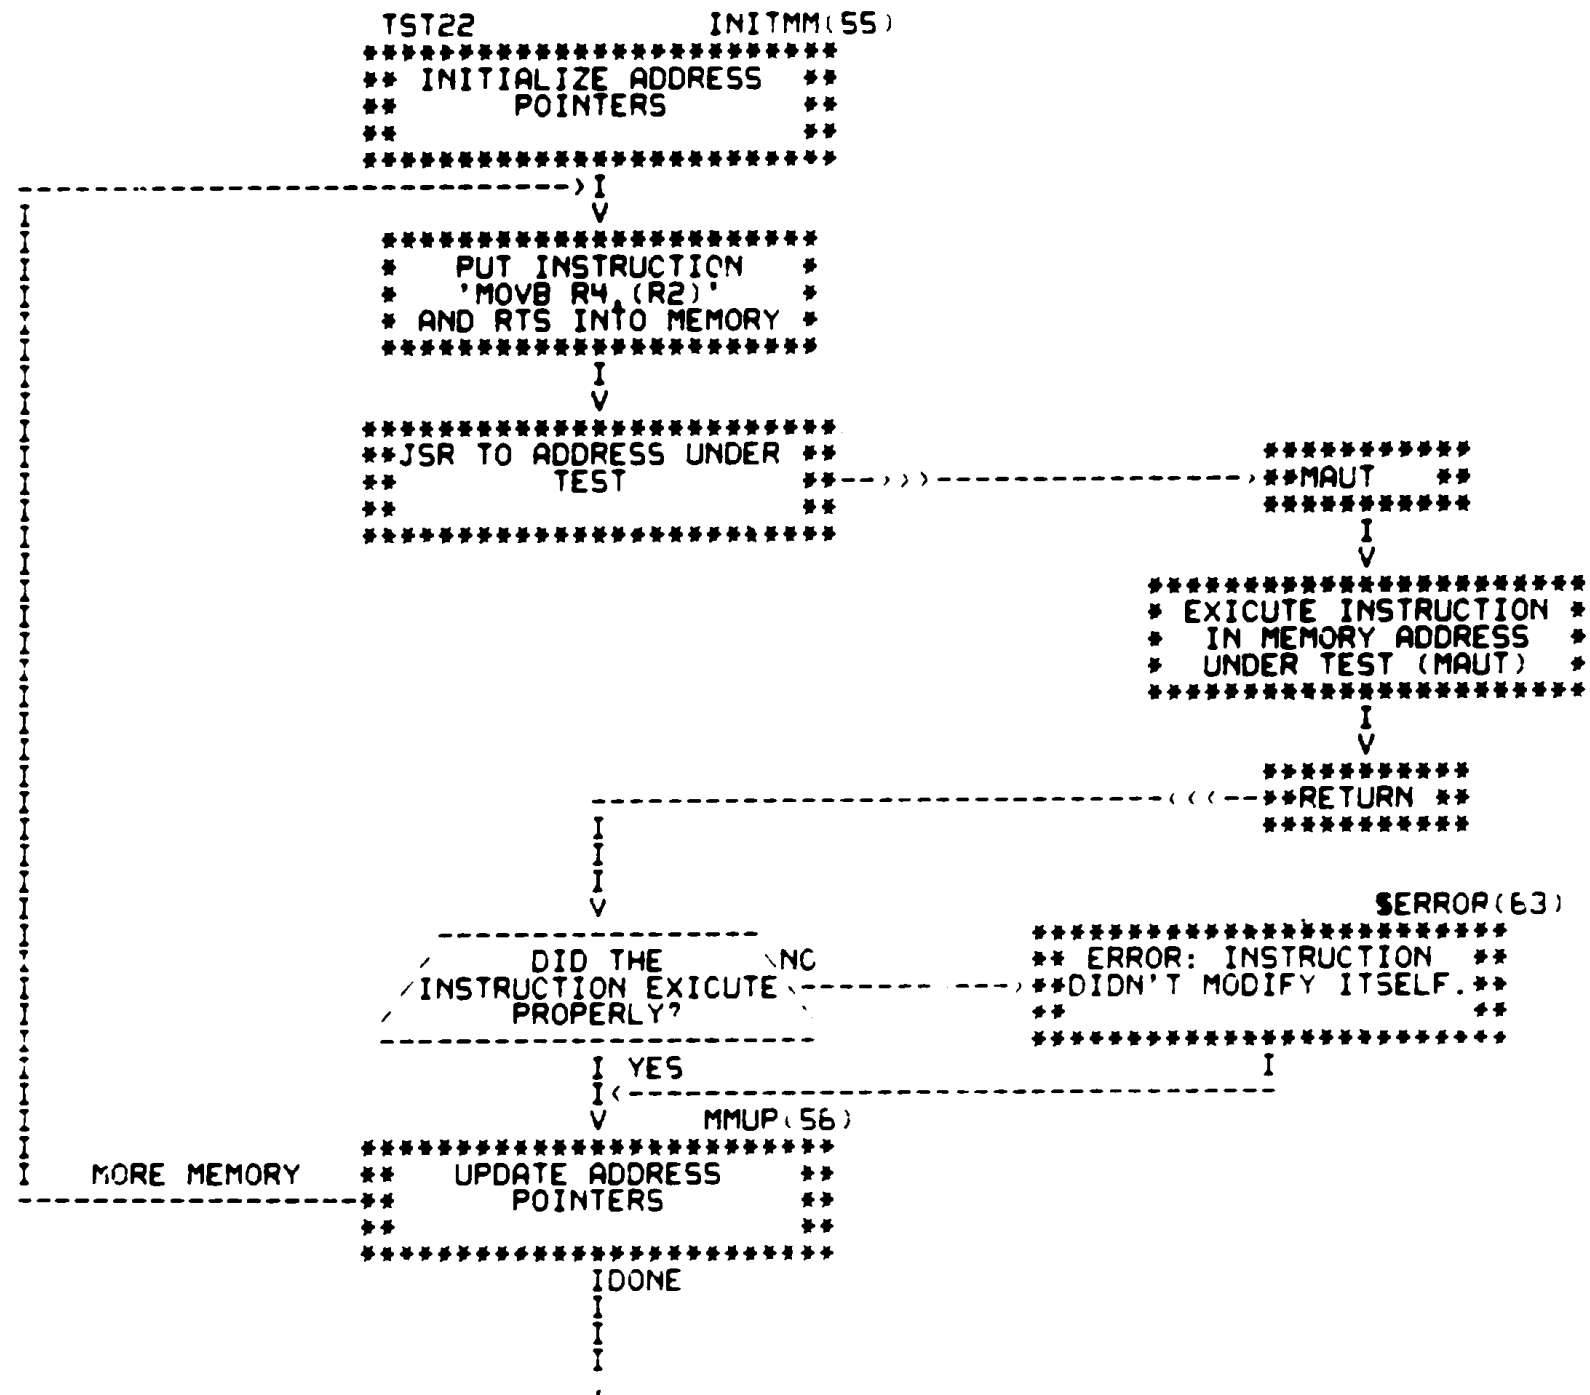 TST22 INITMM(55)
INITIALIZE ADDRESS
POINTERS
PUT INSTRUCTION
'MOVB R4,(R2)'
AND RTS INTO MEMORY
JSR TO ADDRESS UNDER
TEST
MAUT
EXICUTE INSTRUCTION
IN MEMORY ADDRESS
UNDER TEST (MAUT)
RETURN
$ERROR(63)
DID THE
INSTRUCTION EXICUTE
PROPERLY?
NO
ERROR: INSTRUCTION
DIDN'T MODIFY ITSELF.
YES
MMUP(56)
MORE MEMORY
UPDATE ADDRESS
POINTERS
DONE